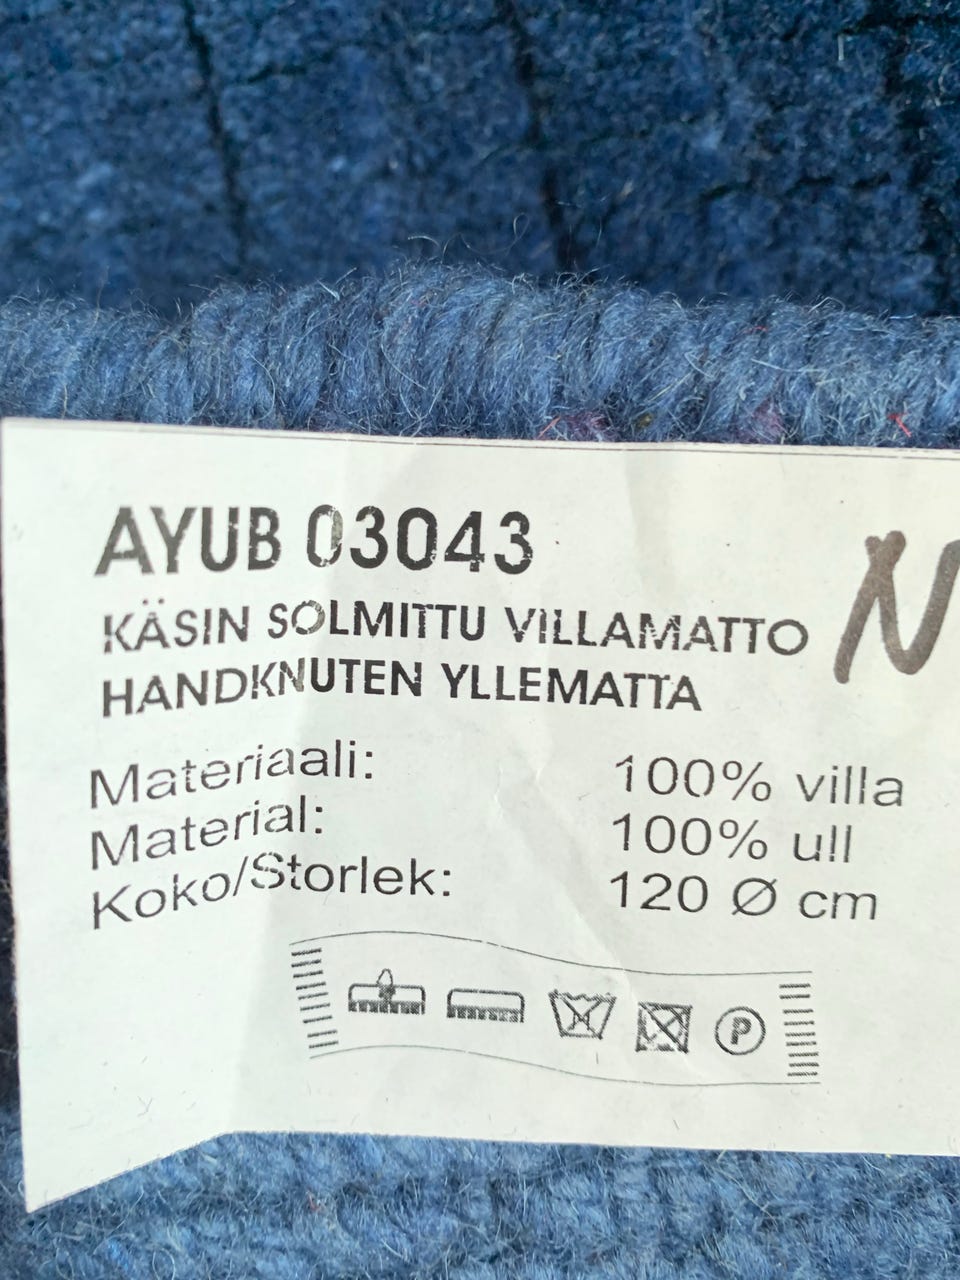 AYUB 03043
N
KÄSIN SOLMITTU VILLAMATTO
HANDKNUTEN YLLEMATTA
Materiaali: 100% villa
Material: 100% ull
Koko/Storlek: 120 Ø cm
P